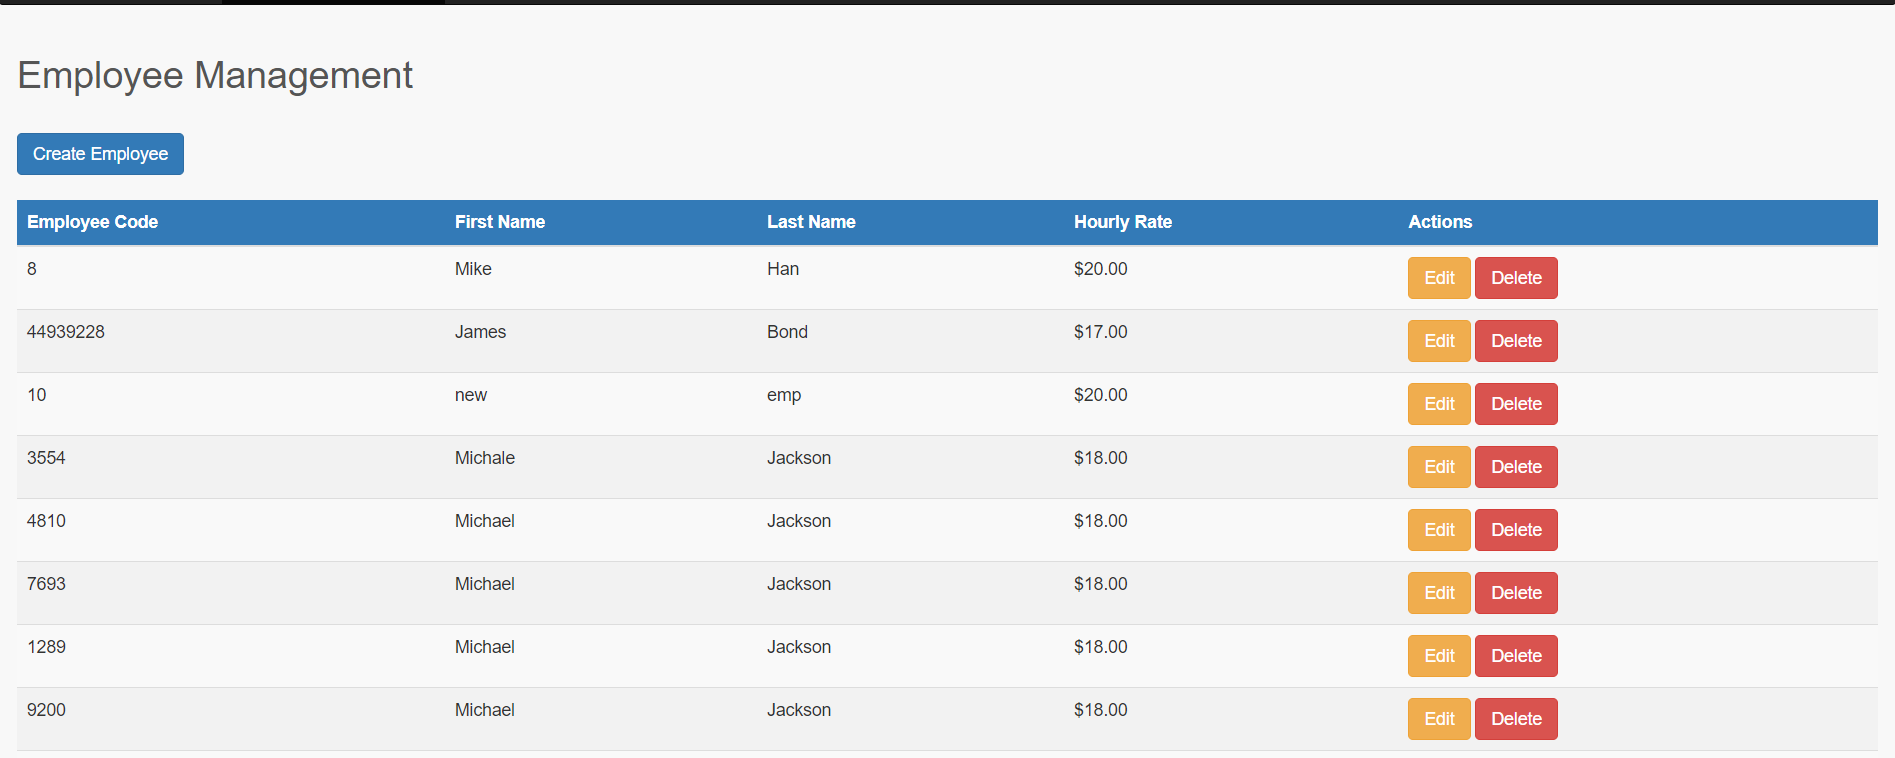 Employee Management
Create Employee
Employee Code First Name Last Name Hourly Rate Actions
8 Mike Han $20.00 Edit Delete
44939228 James Bond $17.00 Edit Delete
10 new emp $20.00 Edit Delete
3554 Michale Jackson $18.00 Edit Delete
4810 Michael Jackson $18.00 Edit Delete
7693 Michael Jackson $18.00 Edit Delete
1289 Michael Jackson $18.00 Edit Delete
9200 Michael Jackson $18.00 Edit Delete